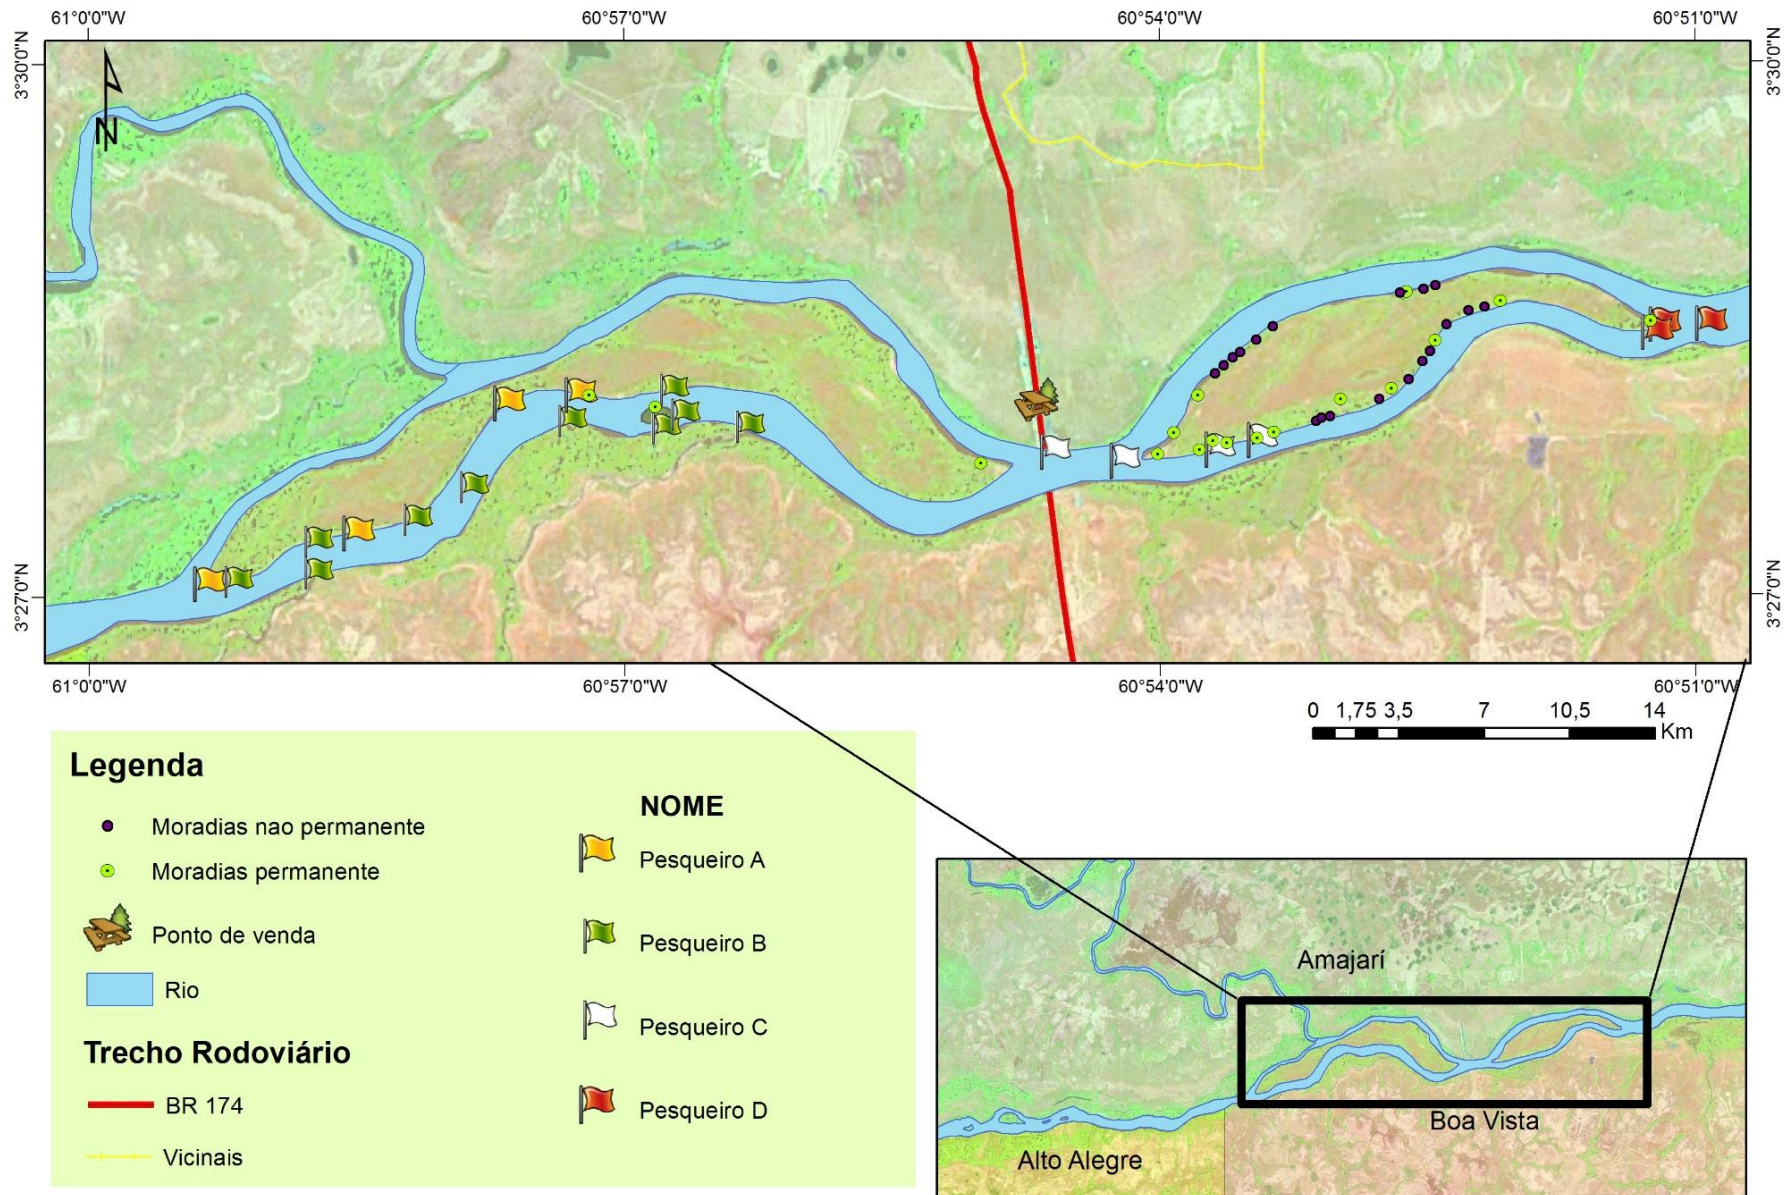 61°0'0"W 60°57'0"W 60°54'0"W 60°51'0"W
3°30'0"N 3°30'0"N
N
3°27'0"N 3°27'0"N
61°0'0"W 60°57'0"W 60°54'0"W 60°51'0"W
0 1,75 3,5 7 10,5 14
Km
Legenda
Moradias nao permanente
Moradias permanente
Ponto de venda
Rio
Trecho Rodoviário
BR 174
Vicinais
NOME
Pesqueiro A
Pesqueiro B
Pesqueiro C
Pesqueiro D
Amajarí
Boa Vista
Alto Alegre